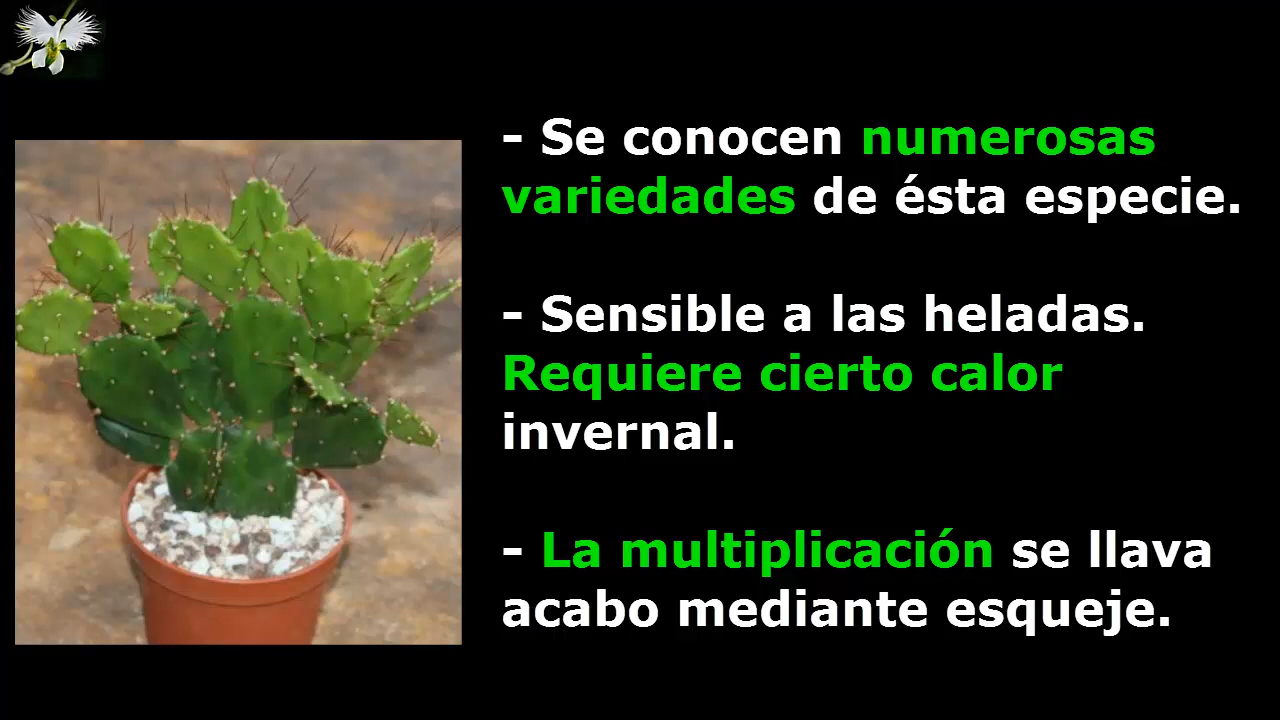 - Se conocen numerosas
variedades de ésta especie.
- Sensible a las heladas.
Requiere cierto calor
invernal.
- La multiplicación se llava
acabo mediante esqueje.